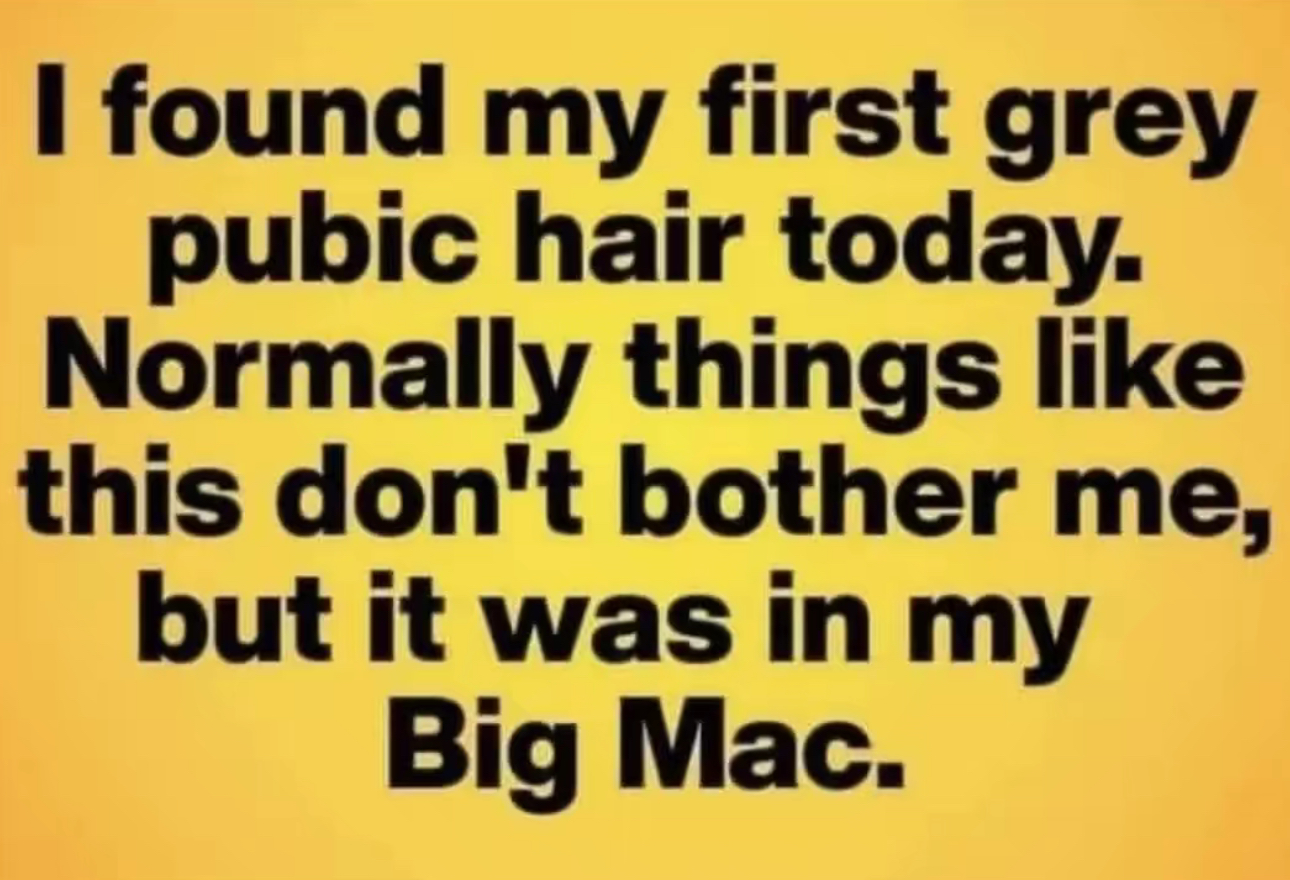 I found my first grey
pubic hair today.
Normally things like
this don't bother me,
but it was in my
Big Mac.